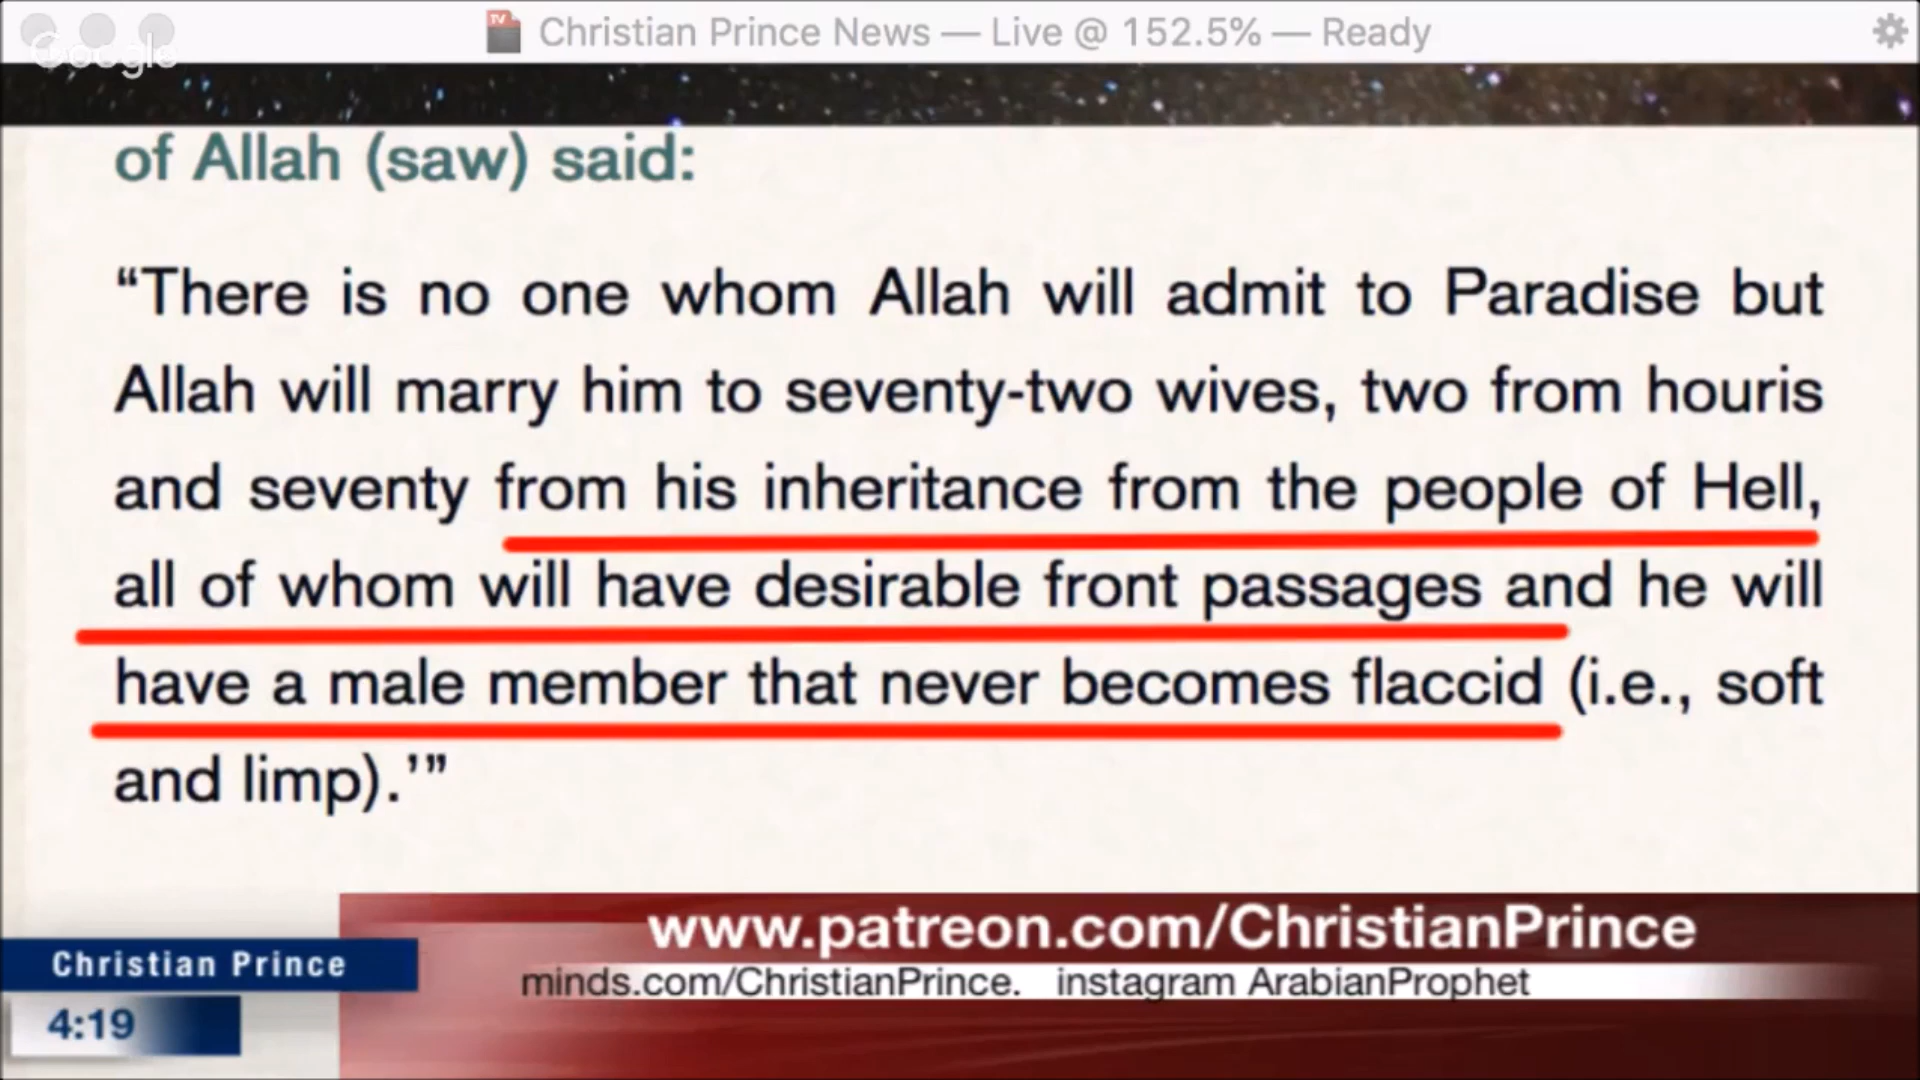 Christian Prince News — Live @ 152.5% — Ready
Google
of Allah (saw) said:
“There is no one whom Allah will admit to Paradise but
Allah will marry him to seventy-two wives, two from houris
and seventy from his inheritance from the people of Hell,
all of whom will have desirable front passages and he will
have a male member that never becomes flaccid (i.e., soft
and limp).’”
www.patreon.com/ChristianPrince
Christian Prince
minds.com/ChristianPrince. instagram ArabianProphet
4:19